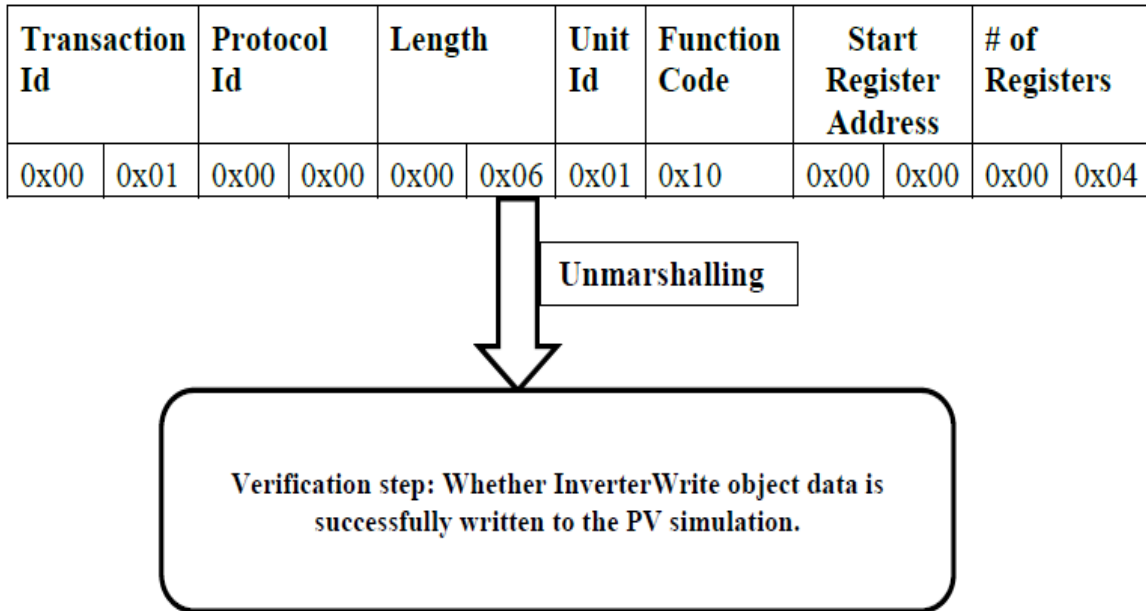 Transaction Id Protocol Id Length Unit Id Function Code Start Register Address # of Registers
0x00 0x01 0x00 0x00 0x00 0x06 0x01 0x10 0x00 0x00 0x00 0x04
Unmarshalling
Verification step: Whether InverterWrite object data is
successfully written to the PV simulation.